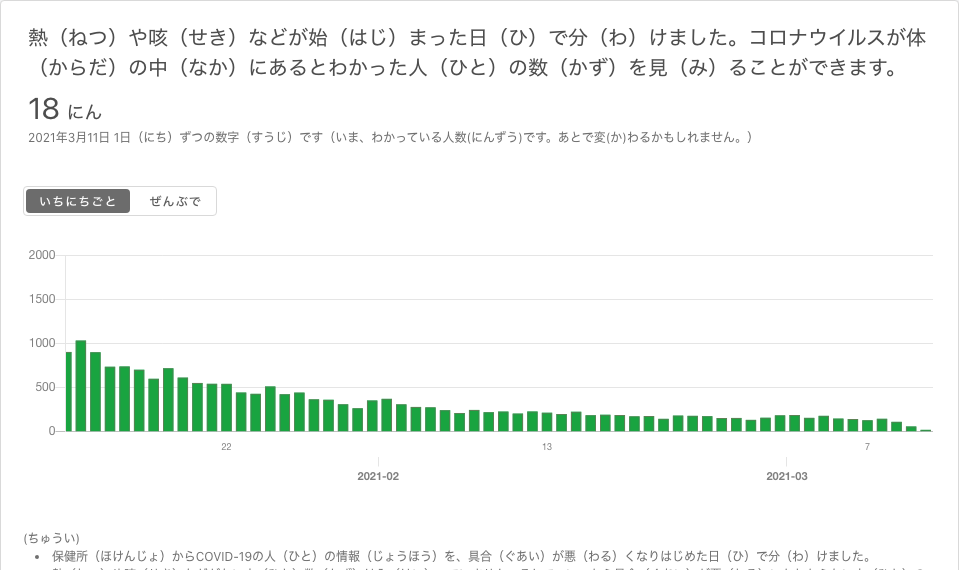 熱（ねつ）や咳（せき）などが始（はじ）まった日（ひ）で分（わ）けました。コロナウイルスが体
（からだ）の中（なか）にあるとわかった人（ひと）の数（かず）を見（み）ることができます。
18 にん
2021年3月11日 1日（にち）ずつの数字（すうじ）です（いま、わかっている人数(にんずう)です。あとで変(か)わるかもしれません。）
いちにちごと ぜんぶで
2000
1500
1000
500
0
22 13 7
2021-02 2021-03
(ちゅうい)
• 保健所（ほけんじょ）からCOVID-19の人（ひと）の情報（じょうほう）を、具合（ぐあい）が悪（わる）くなりはじめた日（ひ）で分（わ）けました。